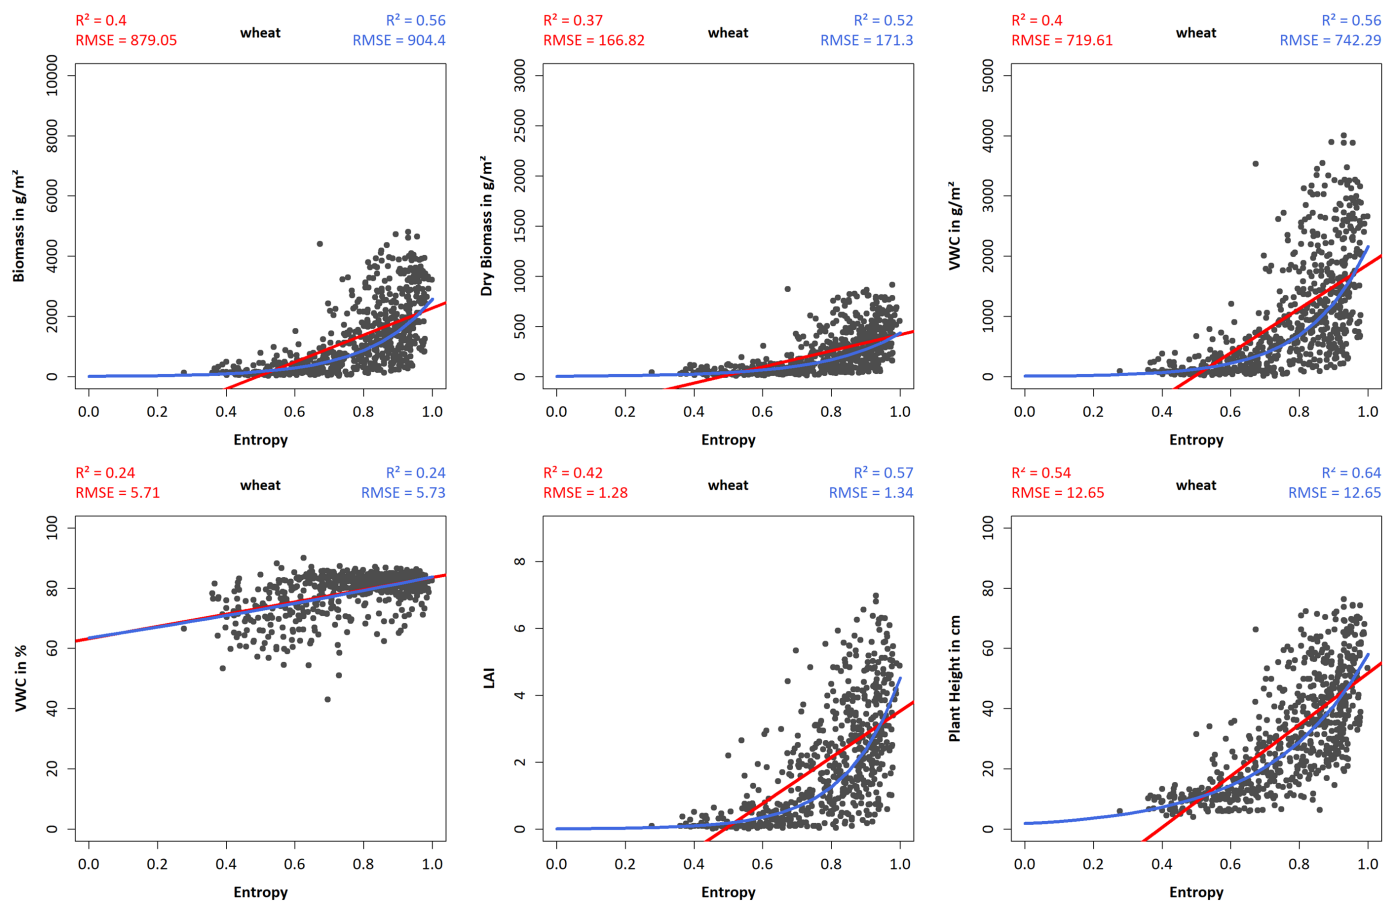 R² = 0.4
RMSE = 879.05
wheat
R² = 0.56
RMSE = 904.4
Biomass in g/m²
10000
8000
6000
4000
2000
0
0.0 0.2 0.4 0.6 0.8 1.0
Entropy
R² = 0.37
RMSE = 166.82
wheat
R² = 0.52
RMSE = 171.3
Dry Biomass in g/m²
3000
2500
2000
1500
1000
500
0
0.0 0.2 0.4 0.6 0.8 1.0
Entropy
R² = 0.4
RMSE = 719.61
wheat
R² = 0.56
RMSE = 742.29
VWC in g/m²
5000
4000
3000
2000
1000
0
0.0 0.2 0.4 0.6 0.8 1.0
Entropy
R² = 0.24
RMSE = 5.71
wheat
R² = 0.24
RMSE = 5.73
VWC in %
100
80
60
40
20
0
0.0 0.2 0.4 0.6 0.8 1.0
Entropy
R² = 0.42
RMSE = 1.28
wheat
R² = 0.57
RMSE = 1.34
LAI
8
6
4
2
0
0.0 0.2 0.4 0.6 0.8 1.0
Entropy
R² = 0.54
RMSE = 12.65
wheat
R² = 0.64
RMSE = 12.65
Plant Height in cm
100
80
60
40
20
0
0.0 0.2 0.4 0.6 0.8 1.0
Entropy